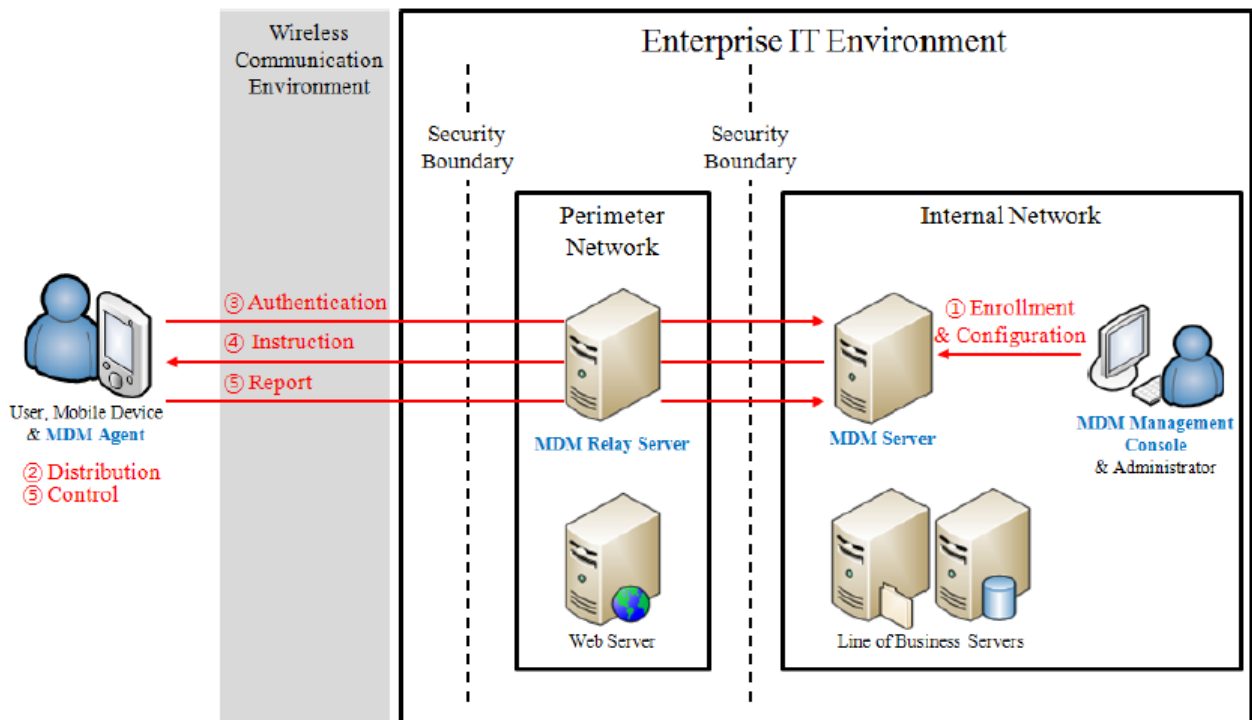 Wireless
Communication
Environment
Enterprise IT Environment
Security
Boundary
Security
Boundary
Perimeter
Network
Internal Network
③ Authentication
④ Instruction
⑤ Report
① Enrollment
& Configuration
User, Mobile Device
& MDM Agent
② Distribution
⑤ Control
MDM Relay Server
MDM Server
MDM Management
Console
& Administrator
Web Server
Line of Business Servers